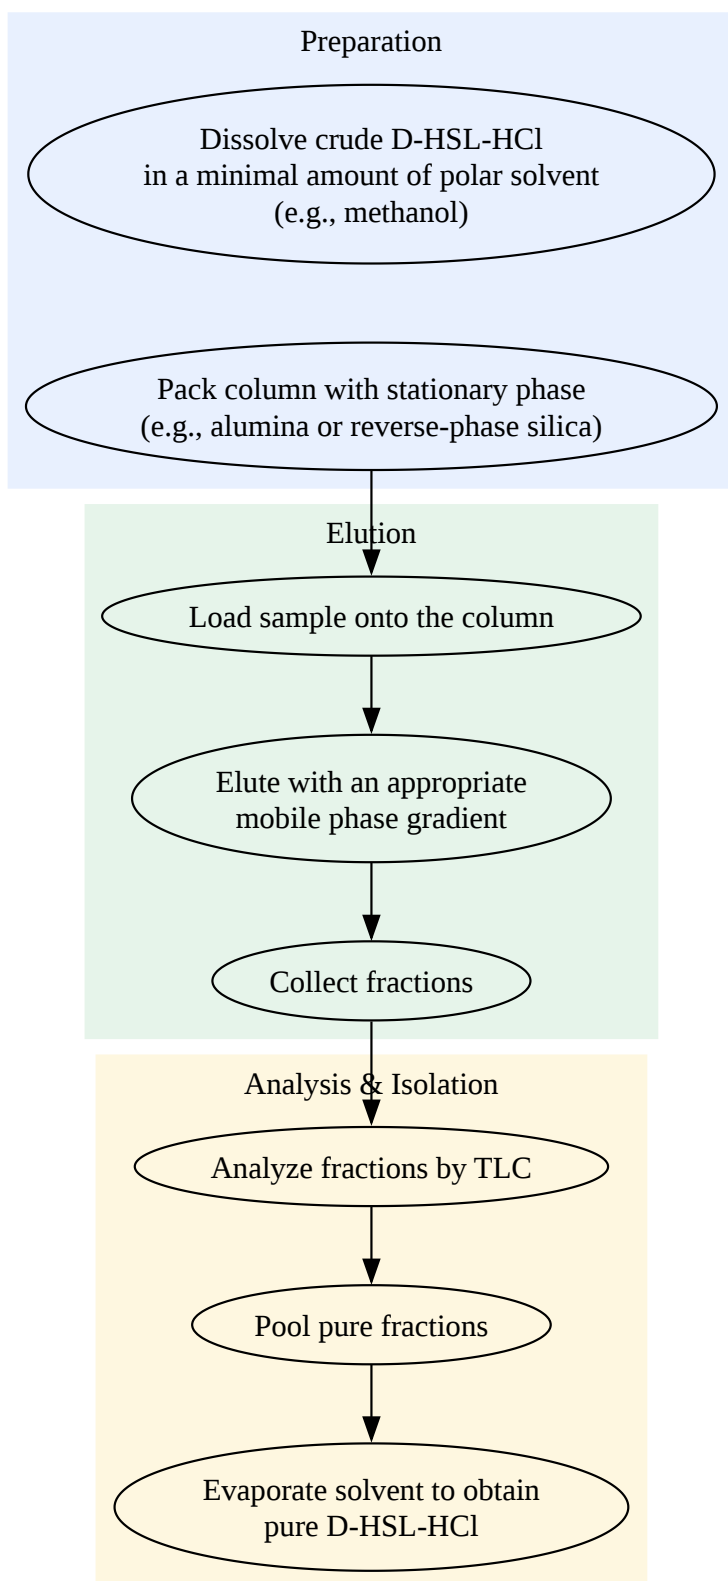 Preparation
Dissolve crude D-HSL-HCl
in a minimal amount of polar solvent
(e.g., methanol)
Pack column with stationary phase
(e.g., alumina or reverse-phase silica)
Elution
Load sample onto the column
Elute with an appropriate
mobile phase gradient
Collect fractions
Analysis & Isolation
Analyze fractions by TLC
Pool pure fractions
Evaporate solvent to obtain
pure D-HSL-HCl